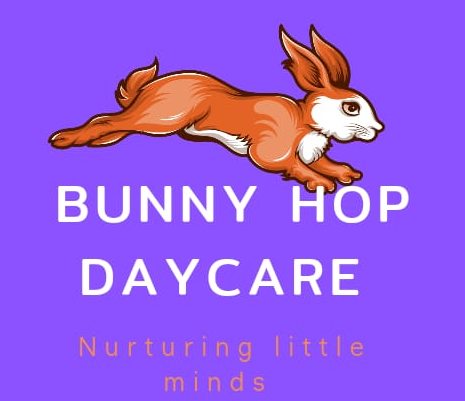 BUNNY HOP
DAYCARE
Nurturing little
minds